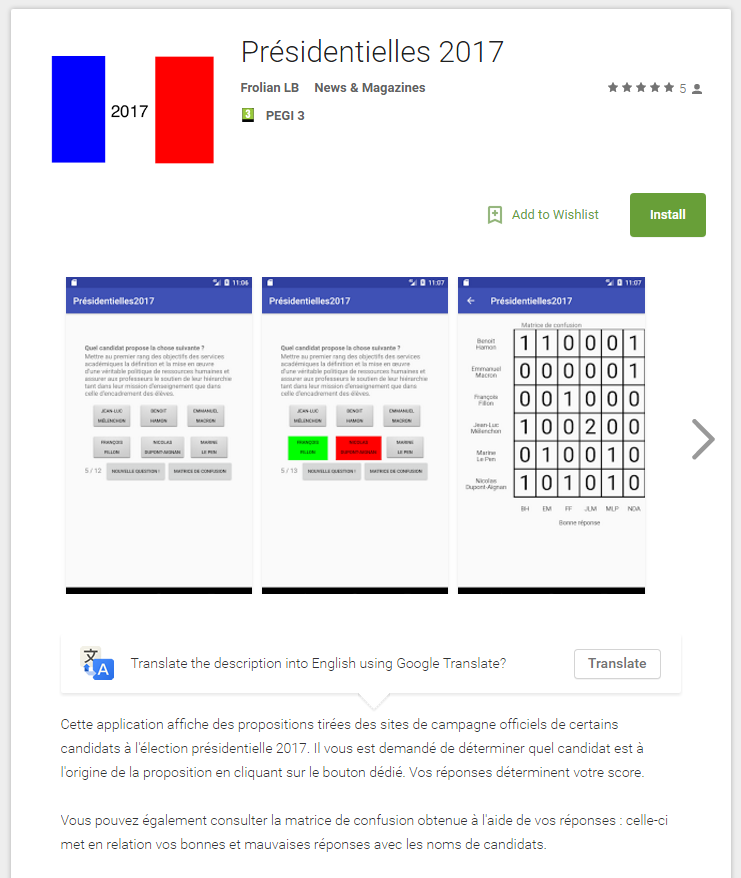 Présidentielles 2017
Frolian LB News & Magazines
5
3 PEGI 3
2017
Add to Wishlist
Install
11:06
Présidentielles2017
Quel candidat propose la chose suivante ?
Mettre au premier rang des objectifs des services
académiques la définition et la mise en œuvre
d'une véritable politique de ressources humaines et
assurer aux professeurs le soutien de leur hiérarchie
tant dans leur mission d'enseignement que dans
celle d'encadrement des élèves.
JEAN-LUC MÉLENCHON
BENOIT HAMON
EMMANUEL MACRON
FRANÇOIS FILLON
NICOLAS DUPONT-AIGNAN
MARINE LE PEN
5 / 12 NOUVELLE QUESTION ! MATRICE DE CONFUSION
11:07
Présidentielles2017
Quel candidat propose la chose suivante ?
Mettre au premier rang des objectifs des services
académiques la définition et la mise en œuvre
d'une véritable politique de ressources humaines et
assurer aux professeurs le soutien de leur hiérarchie
tant dans leur mission d'enseignement que dans
celle d'encadrement des élèves.
JEAN-LUC MÉLENCHON
BENOIT HAMON
EMMANUEL MACRON
FRANÇOIS FILLON
NICOLAS DUPONT-AIGNAN
MARINE LE PEN
5 / 13 NOUVELLE QUESTION ! MATRICE DE CONFUSION
11:07
Présidentielles2017
Matrice de confusion
Benoit Hamon 1 1 0 0 0 1
Emmanuel Macron 0 0 0 0 0 1
François Fillon 0 0 1 0 0 0
Jean-Luc Mélenchon 1 0 0 2 0 0
Marine Le Pen 0 1 0 0 1 0
Nicolas Dupont-Aignan 1 0 1 0 1 0
BH EM FF JLM MLP NDA
Bonne réponse
文 A
Translate the description into English using Google Translate?
Translate
Cette application affiche des propositions tirées des sites de campagne officiels de certains
candidats à l'élection présidentielle 2017. Il vous est demandé de déterminer quel candidat est à
l'origine de la proposition en cliquant sur le bouton dédié. Vos réponses déterminent votre score.
Vous pouvez également consulter la matrice de confusion obtenue à l'aide de vos réponses : celle-ci
met en relation vos bonnes et mauvaises réponses avec les noms de candidats.